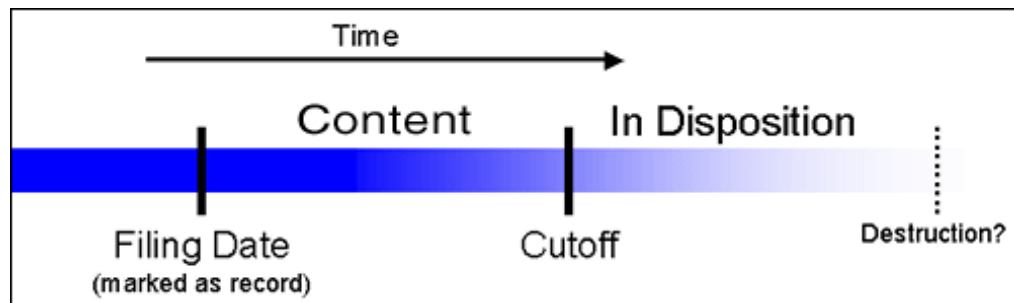 Time
Content
In Disposition
Filing Date
(marked as record)
Cutoff
Destruction?